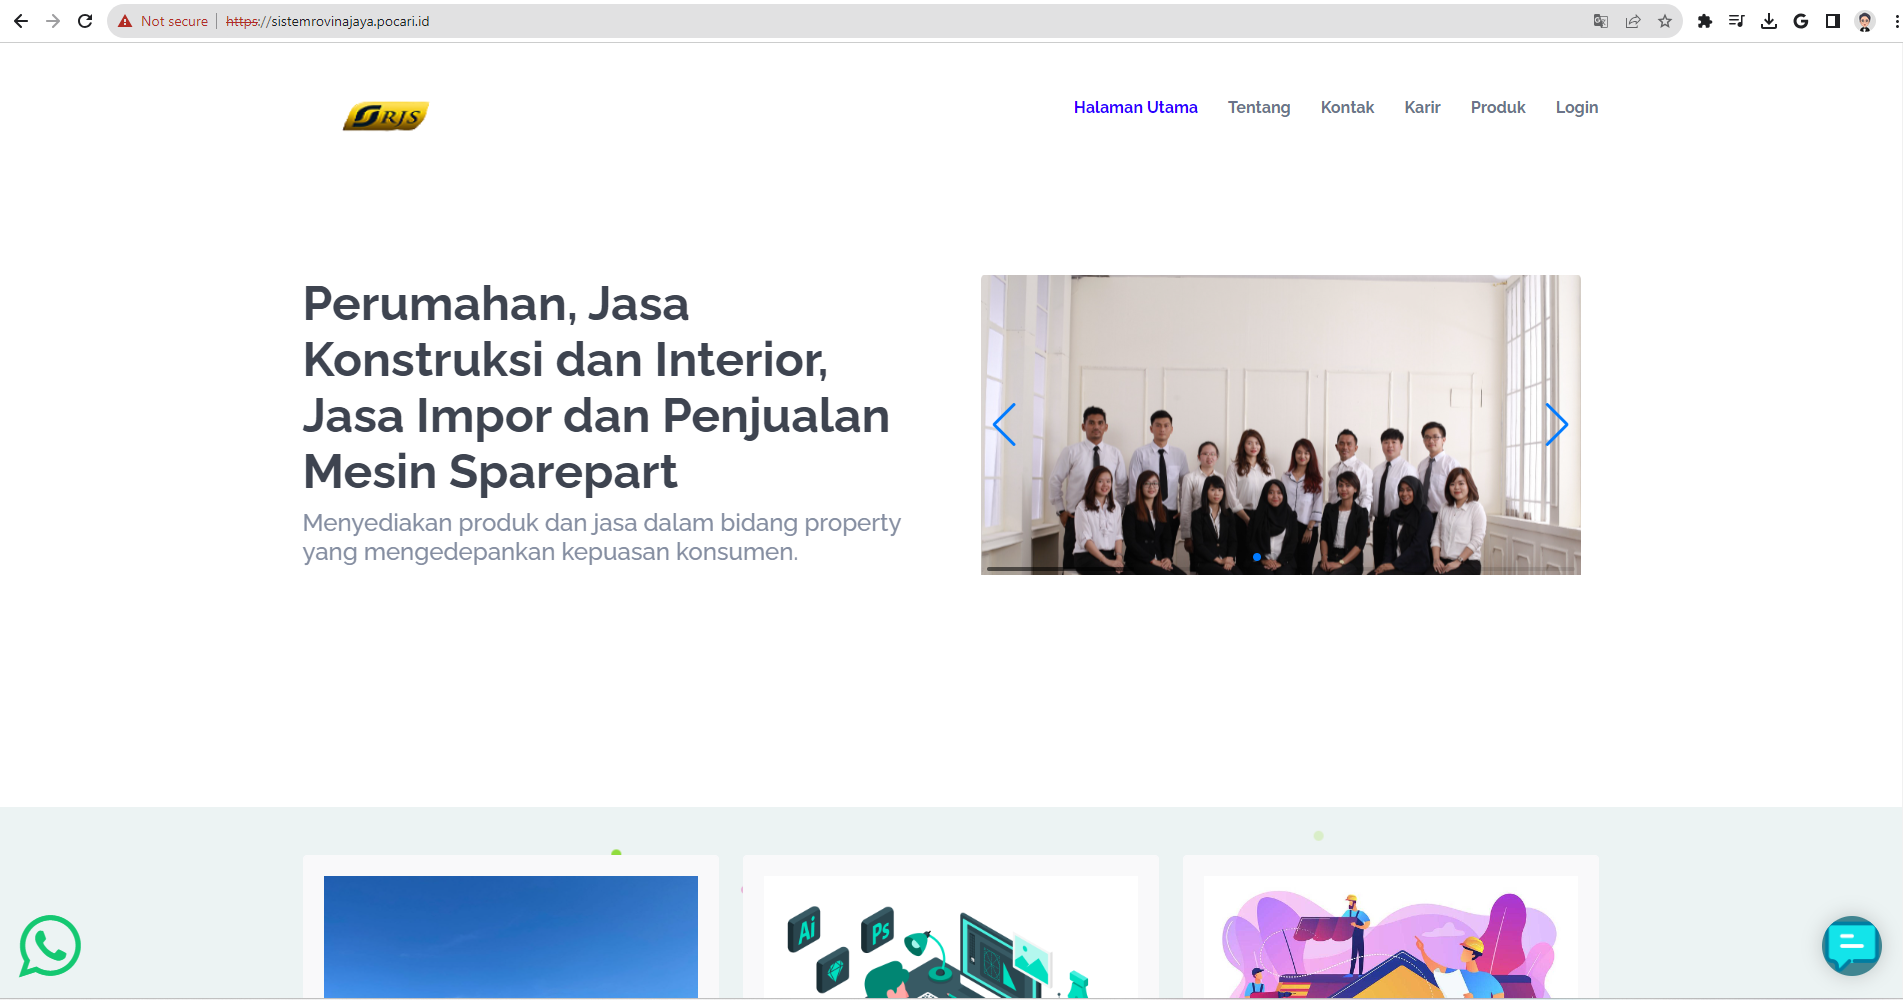 Not secure
https://sistemrovinajaya.pocari.id
RJS
Halaman Utama
Tentang
Kontak
Karir
Produk
Login
Perumahan, Jasa
Konstruksi dan Interior,
Jasa Impor dan Penjualan
Mesin Sparepart
Menyediakan produk dan jasa dalam bidang property
yang mengedepankan kepuasan konsumen.
Ai
Ps